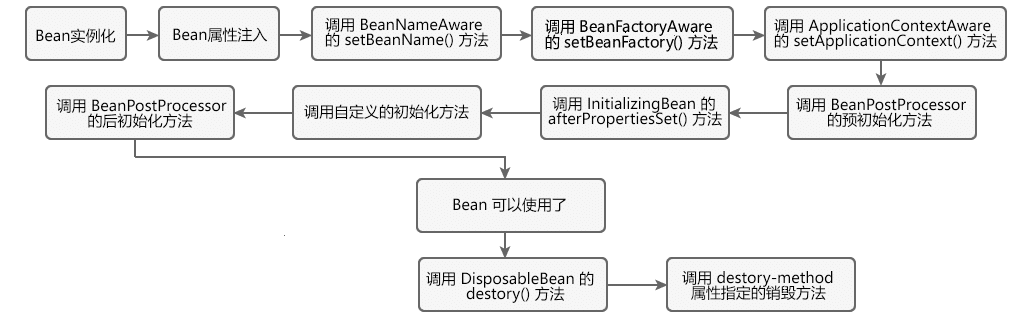 Bean实例化
Bean属性注入
调用 BeanNameAware
的 setBeanName() 方法
调用 BeanFactoryAware
的 setBeanFactory() 方法
调用 ApplicationContextAware
的 setApplicationContext() 方法
调用 BeanPostProcessor
的预初始化方法
调用 InitializingBean 的
afterPropertiesSet() 方法
调用自定义的初始化方法
调用 BeanPostProcessor
的后初始化方法
Bean 可以使用了
调用 DisposableBean 的
destory() 方法
调用 destory-method
属性指定的销毁方法